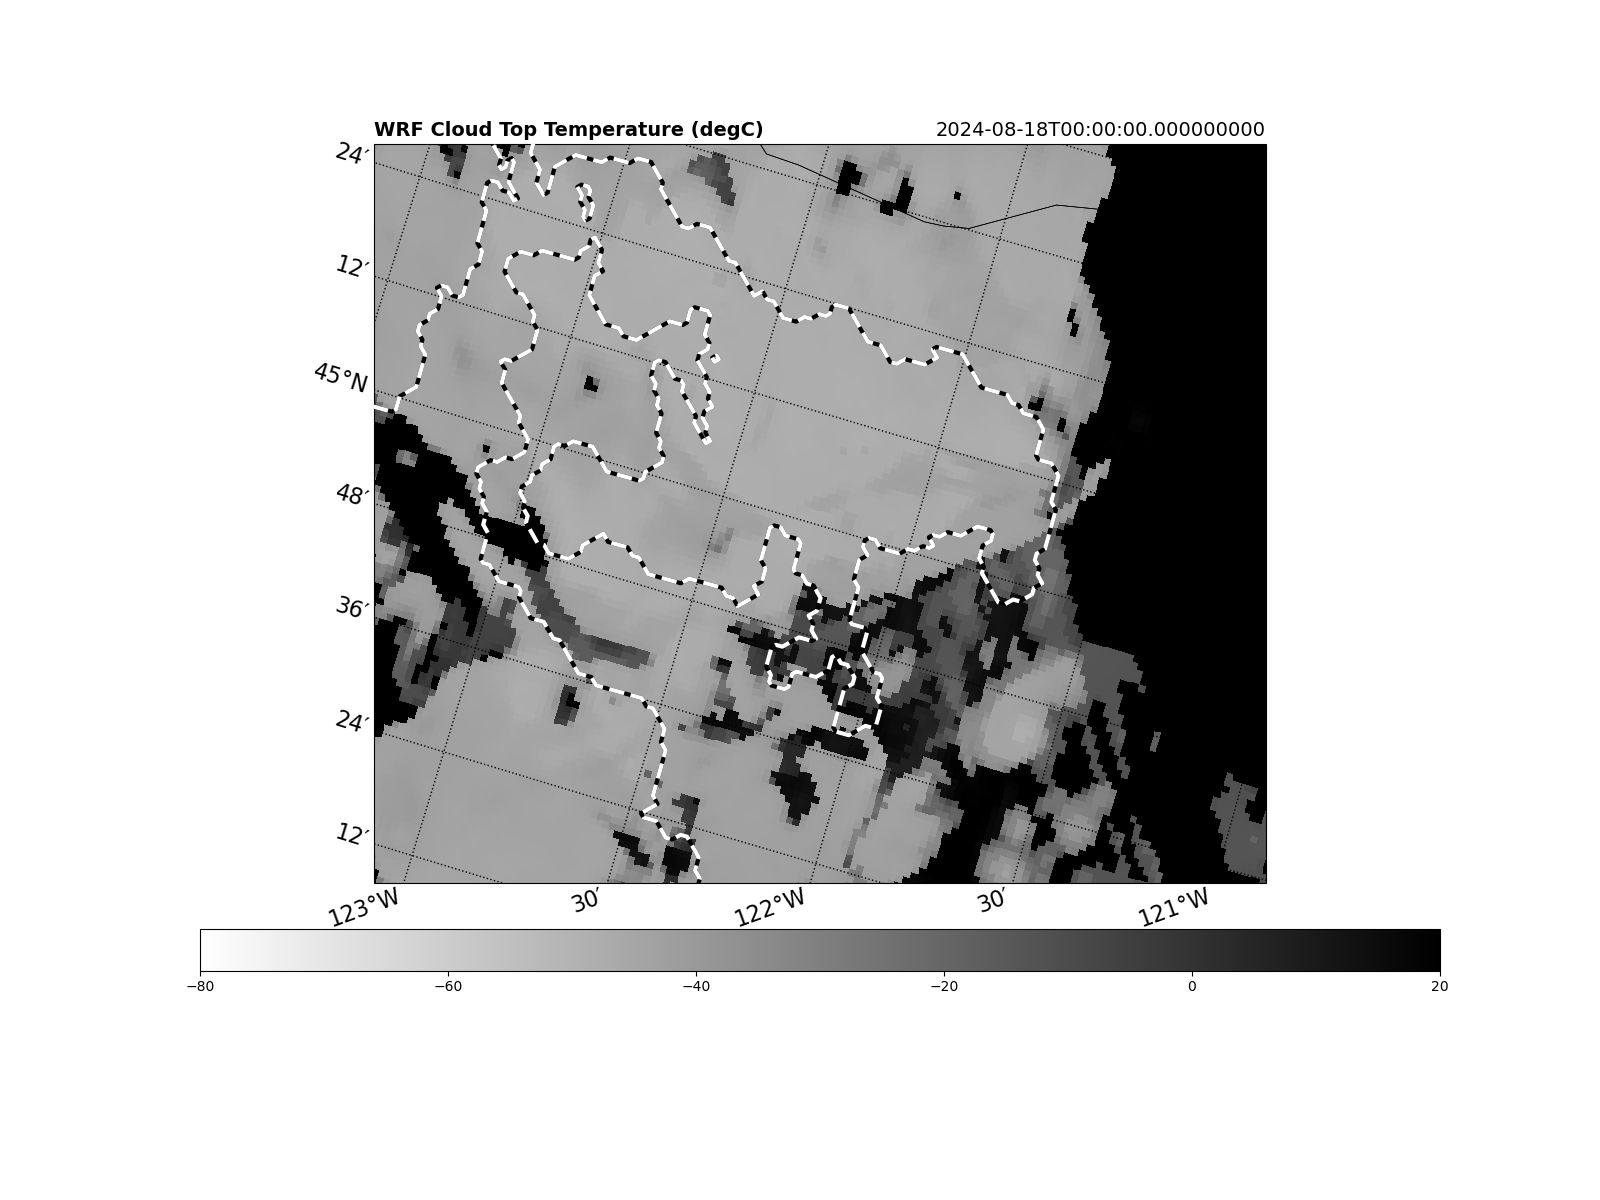 WRF Cloud Top Temperature (degC) 2024-08-18T00:00:00.000000000
24′
12′
45°N
48′
36′
24′
12′
123°W 30′ 122°W 30′ 121°W
−80 −60 −40 −20 0 20